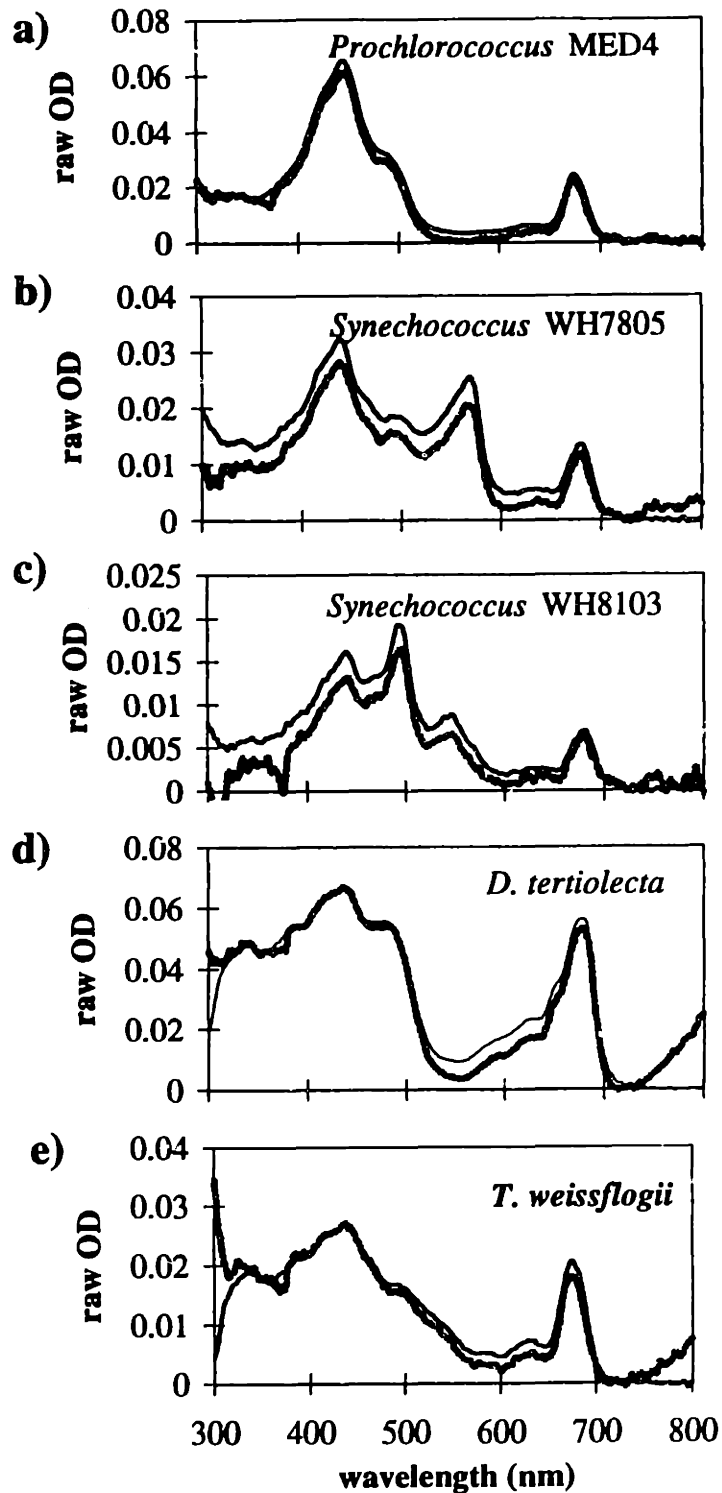 a)
raw OD
0.08
0.06
0.04
0.02
0
Prochlorococcus MED4
b)
raw OD
0.04
0.03
0.02
0.01
0
Synechococcus WH7805
c)
raw OD
0.025
0.02
0.015
0.01
0.005
0
Synechococcus WH8103
d)
raw OD
0.08
0.06
0.04
0.02
0
D. tertiolecta
e)
raw OD
0.04
0.03
0.02
0.01
0
T. weissflogii
300 400 500 600 700 800
wavelength (nm)